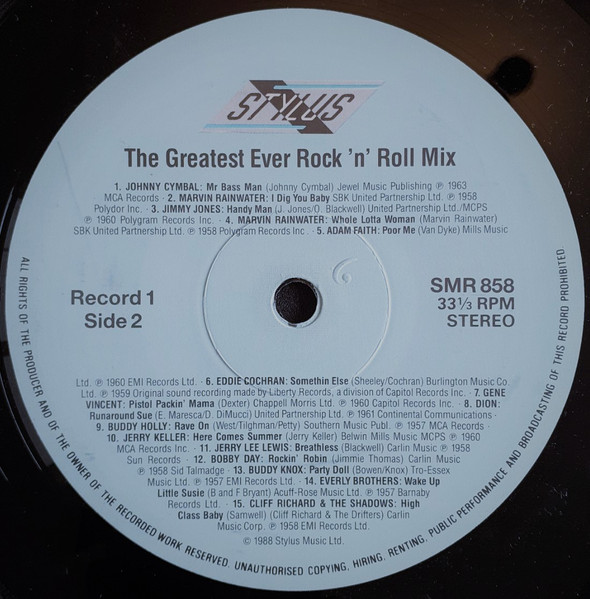 STYLUS
The Greatest Ever Rock 'n' Roll Mix
1. JOHNNY CYMBAL: Mr Bass Man (Johnny Cymbal) Jewel Music Publishing ℗ 1963
MCA Records · 2. MARVIN RAINWATER: I Dig You Baby SBK United Partnership Ltd. ℗ 1958
Polydor Inc. · 3. JIMMY JONES: Handy Man (J. Jones/O. Blackwell) United Partnership Ltd./MCPS
℗ 1960 Polygram Records Inc. · 4. MARVIN RAINWATER: Whole Lotta Woman (Marvin Rainwater)
SBK United Partnership Ltd. ℗ 1958 Polygram Records Inc. · 5. ADAM FAITH: Poor Me (Van Dyke) Mills Music
Record 1
Side 2
SMR 858
33⅓ RPM
STEREO
Ltd. ℗ 1960 EMI Records Ltd. · 6. EDDIE COCHRAN: Somethin Else (Sheeley/Cochran) Burlington Music Co.
Ltd. ℗ 1959 Original sound recording made by Liberty Records, a division of Capitol Records Inc. · 7. GENE
VINCENT: Pistol Packin' Mama (Dexter) Chappell Morris Ltd. ℗ 1960 Capitol Records Inc. · 8. DION:
Runaround Sue (E. Maresca/D. DiMucci) United Partnership Ltd. ℗ 1961 Continental Communications ·
9. BUDDY HOLLY: Rave On (West/Tilghman/Petty) Southern Music Publ. ℗ 1957 MCA Records ·
10. JERRY KELLER: Here Comes Summer (Jerry Keller) Belwin Mills Music MCPS ℗ 1960
MCA Records Inc. · 11. JERRY LEE LEWIS: Breathless (Blackwell) Carlin Music ℗ 1958
Sun Records · 12. BOBBY DAY: Rockin' Robin (Jimmie Thomas) Carlin Music
℗ 1958 Sid Talmadge · 13. BUDDY KNOX: Party Doll (Bowen/Knox) Tro-Essex
Music Ltd. ℗ 1957 EMI Records Ltd. · 14. EVERLY BROTHERS: Wake Up
Little Susie (B and F Bryant) Acuff-Rose Music Ltd. ℗ 1957 Barnaby
Records Ltd. · 15. CLIFF RICHARD & THE SHADOWS: High
Class Baby (Samwell) (Cliff Richard & The Drifters) Carlin
Music Corp. ℗ 1958 EMI Records Ltd.
© 1988 Stylus Music Ltd.
ALL RIGHTS OF THE PRODUCER AND OF THE OWNER OF THE RECORDED WORK RESERVED. UNAUTHORISED COPYING, HIRING, RENTING, PUBLIC PERFORMANCE AND BROADCASTING OF THIS RECORD PROHIBITED
6